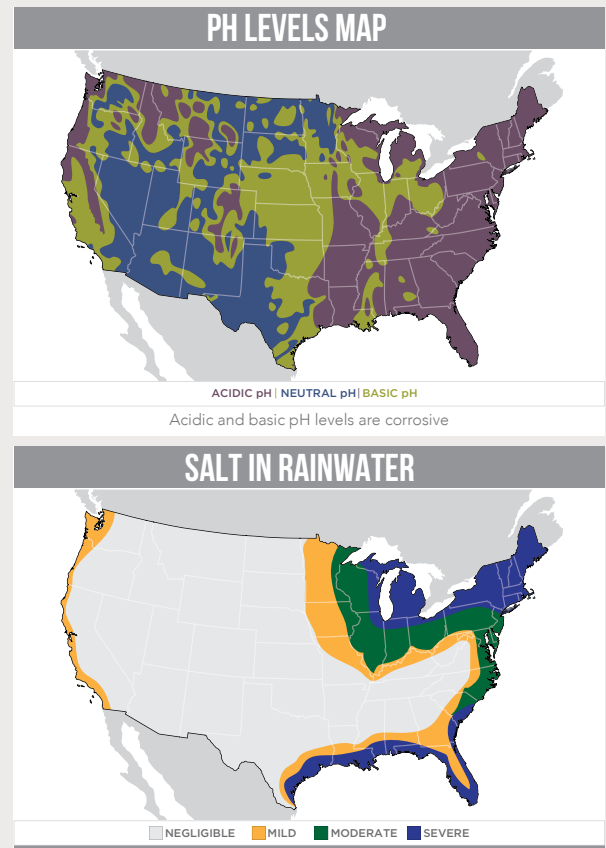 PH LEVELS MAP
ACIDIC pH | NEUTRAL pH | BASIC pH
Acidic and basic pH levels are corrosive
SALT IN RAINWATER
NEGLIGIBLE MILD MODERATE SEVERE